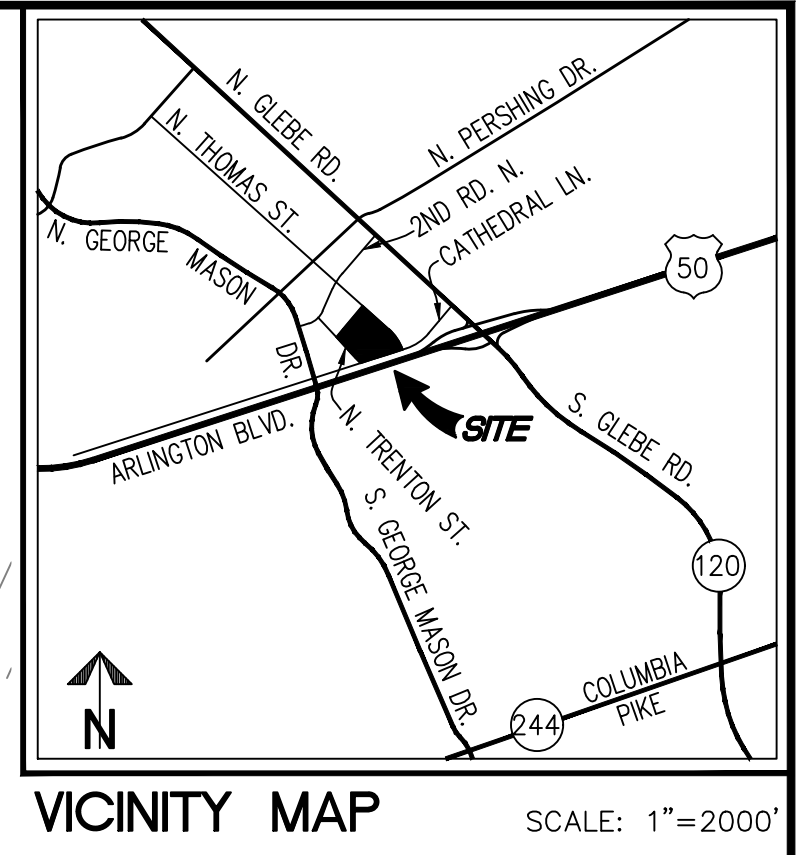 N. GLEBE RD.
N. PERSHING DR.
N. THOMAS ST.
2ND RD. N.
CATHEDRAL LN.
N. GEORGE MASON
DR.
50
ARLINGTON BLVD.
SITE
N. TRENTON ST.
S. GLEBE RD.
S. GEORGE MASON DR.
120
COLUMBIA
PIKE
244
N
VICINITY MAP
SCALE: 1"=2000'